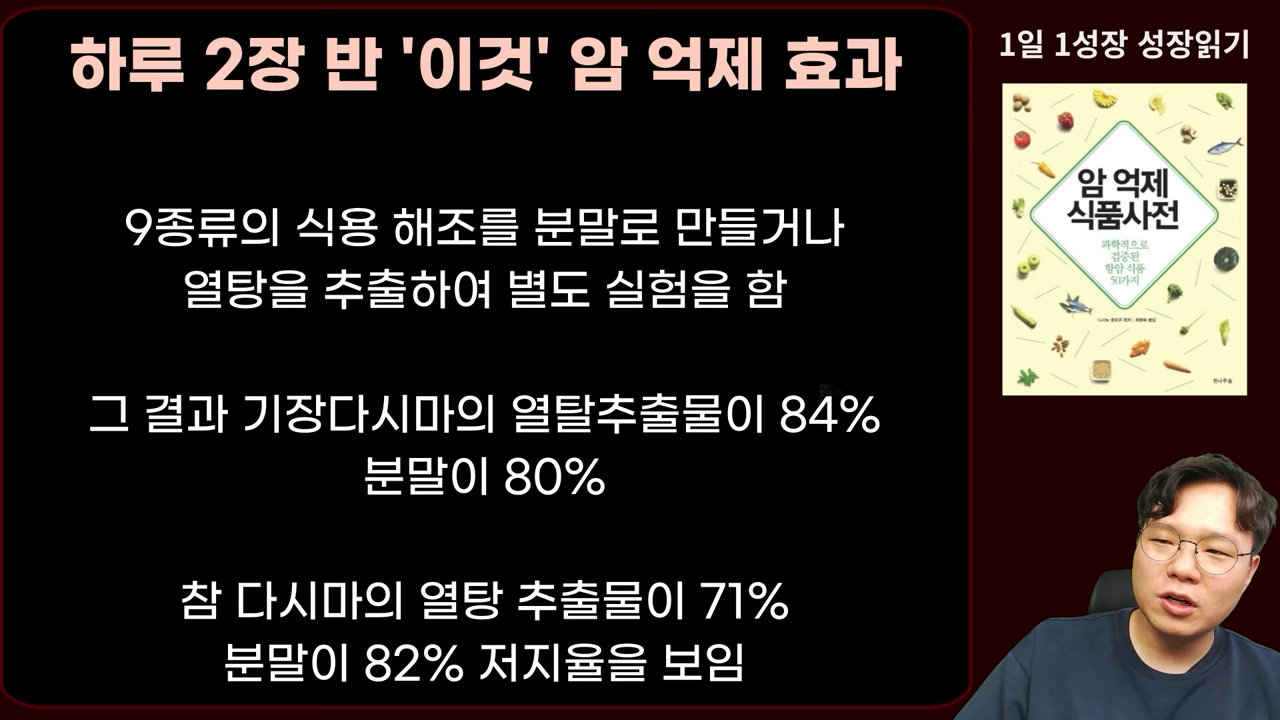 하루 2장 반 '이것' 암 억제 효과
9종류의 식용 해조를 분말로 만들거나
열탕을 추출하여 별도 실험을 함
그 결과 기장다시마의 열탈추출물이 84%
분말이 80%
참 다시마의 열탕 추출물이 71%
분말이 82% 저지율을 보임
1일 1성장 성장읽기
암 억제
식품사전
과학적으로
검증된
항암 식품
50가지
전나무숲